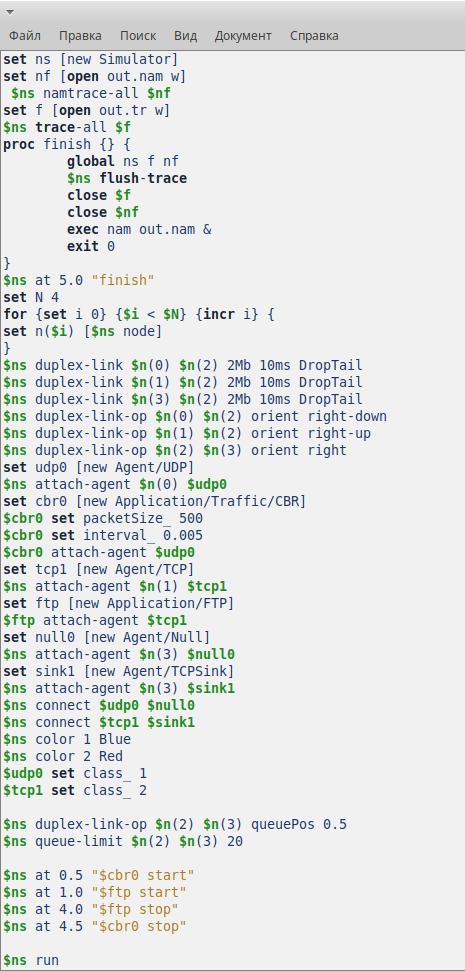 Файл Правка Поиск Вид Документ Справка
set ns [new Simulator]
set nf [open out.nam w]
 $ns namtrace-all $nf
set f [open out.tr w]
$ns trace-all $f
proc finish {} {
        global ns f nf
        $ns flush-trace
        close $f
        close $nf
        exec nam out.nam &
        exit 0
}
$ns at 5.0 "finish"
set N 4
for {set i 0} {$i < $N} {incr i} {
set n($i) [$ns node]
}
$ns duplex-link $n(0) $n(2) 2Mb 10ms DropTail
$ns duplex-link $n(1) $n(2) 2Mb 10ms DropTail
$ns duplex-link $n(3) $n(2) 2Mb 10ms DropTail
$ns duplex-link-op $n(0) $n(2) orient right-down
$ns duplex-link-op $n(1) $n(2) orient right-up
$ns duplex-link-op $n(2) $n(3) orient right
set udp0 [new Agent/UDP]
$ns attach-agent $n(0) $udp0
set cbr0 [new Application/Traffic/CBR]
$cbr0 set packetSize_ 500
$cbr0 set interval_ 0.005
$cbr0 attach-agent $udp0
set tcp1 [new Agent/TCP]
$ns attach-agent $n(1) $tcp1
set ftp [new Application/FTP]
$ftp attach-agent $tcp1
set null0 [new Agent/Null]
$ns attach-agent $n(3) $null0
set sink1 [new Agent/TCPSink]
$ns attach-agent $n(3) $sink1
$ns connect $udp0 $null0
$ns connect $tcp1 $sink1
$ns color 1 Blue
$ns color 2 Red
$udp0 set class_ 1
$tcp1 set class_ 2

$ns duplex-link-op $n(2) $n(3) queuePos 0.5
$ns queue-limit $n(2) $n(3) 20

$ns at 0.5 "$cbr0 start"
$ns at 1.0 "$ftp start"
$ns at 4.0 "$ftp stop"
$ns at 4.5 "$cbr0 stop"

$ns run